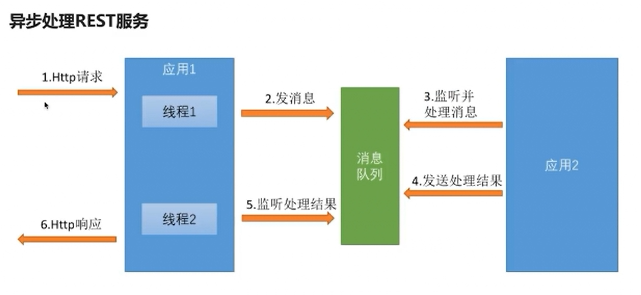 异步处理REST服务
1.Http请求
应用1
线程1
2.发消息
消息
队列
3.监听并
处理消息
应用2
4.发送处理结果
5.监听处理结果
线程2
6.Http响应